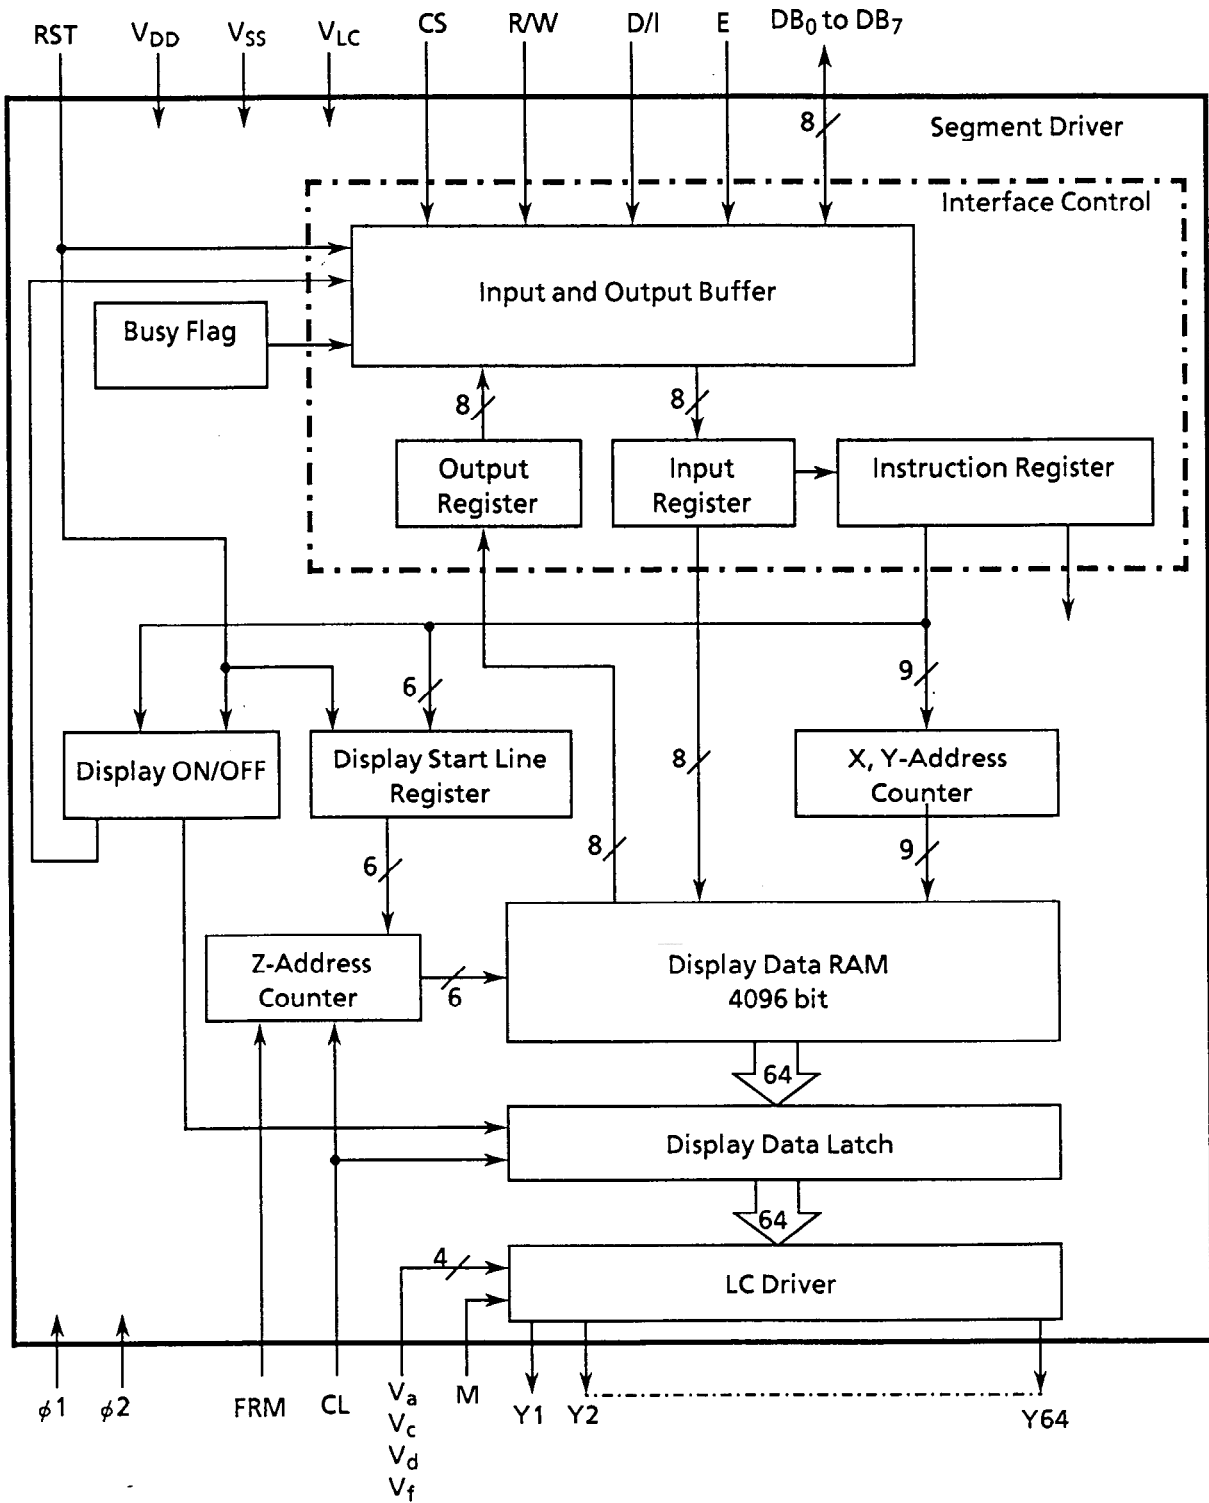 RST
VDD
VSS
VLC
CS
R/W
D/I
E
DB0 to DB7
8
Segment Driver
Interface Control
Input and Output Buffer
Busy Flag
8
8
Output
Register
Input
Register
Instruction Register
6
9
Display ON/OFF
Display Start Line
Register
8
X, Y-Address
Counter
6
8
9
Z-Address
Counter
6
Display Data RAM
4096 bit
64
Display Data Latch
64
4
LC Driver
φ1
φ2
FRM
CL
Va
Vc
Vd
Vf
M
Y1
Y2
Y64